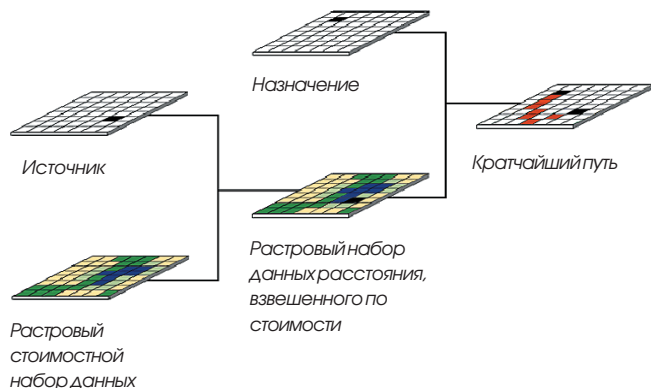 Назначение
Источник
Кратчайший путь
Растровый набор
данных расстояния,
взвешенного по
стоимости
Растровый
стоимостной
набор данных